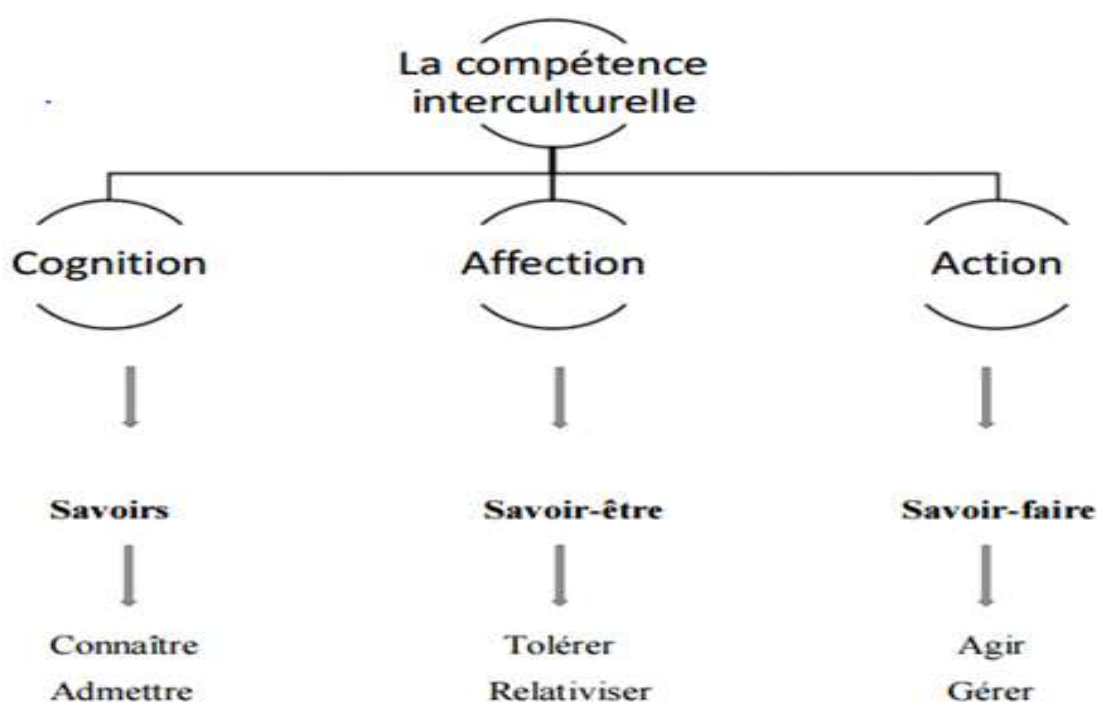 La compétence
interculturelle
Cognition
Affection
Action
Savoirs
Savoir-être
Savoir-faire
Connaître
Tolérer
Agir
Admettre
Relativiser
Gérer